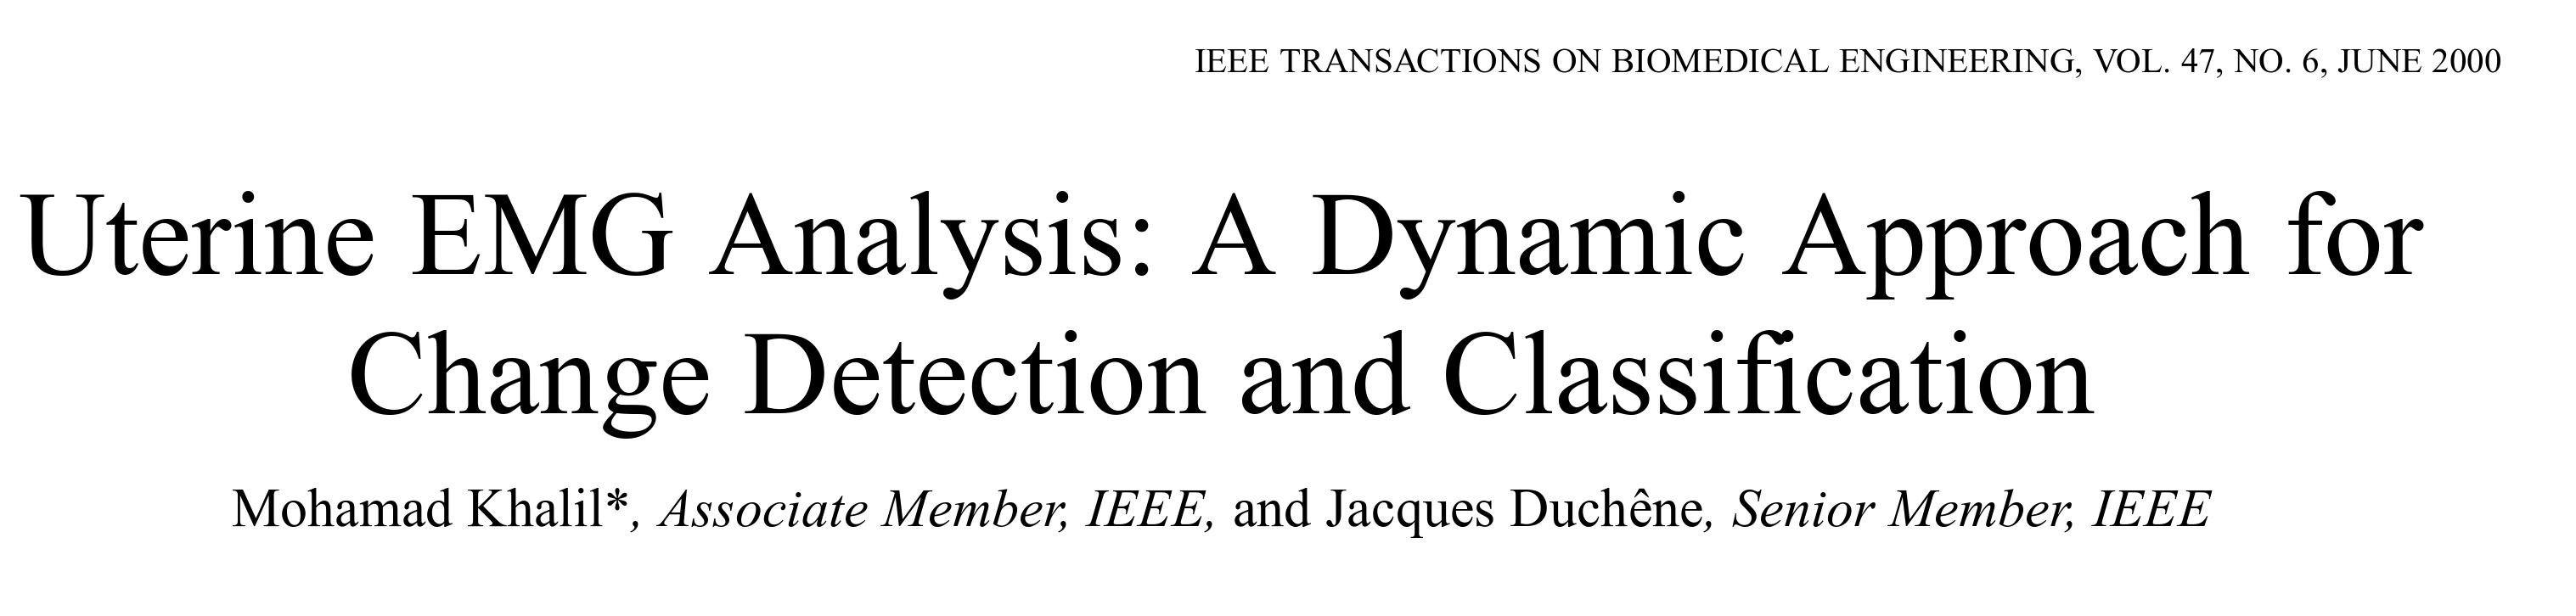 IEEE TRANSACTIONS ON BIOMEDICAL ENGINEERING, VOL. 47, NO. 6, JUNE 2000
Uterine EMG Analysis: A Dynamic Approach for
Change Detection and Classification
Mohamad Khalil*, Associate Member, IEEE, and Jacques Duchêne, Senior Member, IEEE